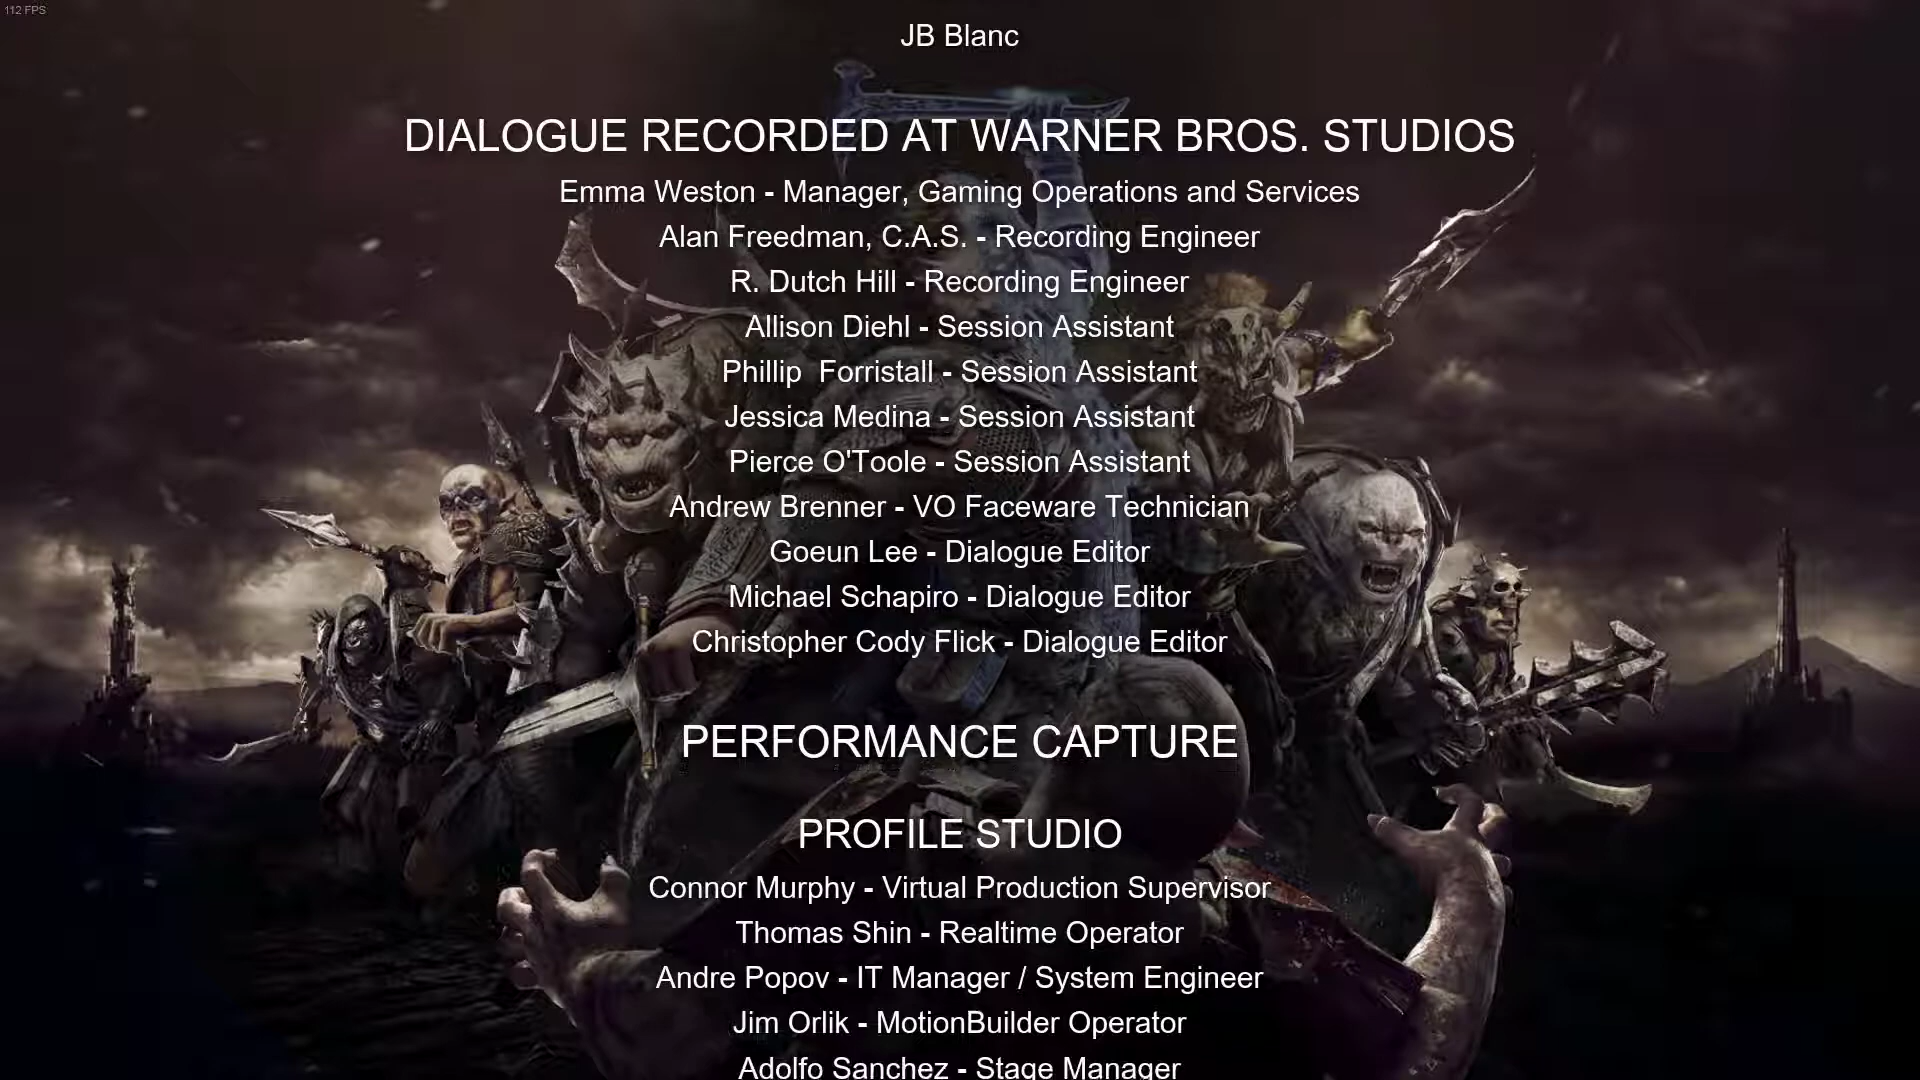 112 FPS
JB Blanc
DIALOGUE RECORDED AT WARNER BROS. STUDIOS
Emma Weston - Manager, Gaming Operations and Services
Alan Freedman, C.A.S. - Recording Engineer
R. Dutch Hill - Recording Engineer
Allison Diehl - Session Assistant
Phillip  Forristall - Session Assistant
Jessica Medina - Session Assistant
Pierce O'Toole - Session Assistant
Andrew Brenner - VO Faceware Technician
Goeun Lee - Dialogue Editor
Michael Schapiro - Dialogue Editor
Christopher Cody Flick - Dialogue Editor
PERFORMANCE CAPTURE
PROFILE STUDIO
Connor Murphy - Virtual Production Supervisor
Thomas Shin - Realtime Operator
Andre Popov - IT Manager / System Engineer
Jim Orlik - MotionBuilder Operator
Adolfo Sanchez - Stage Manager